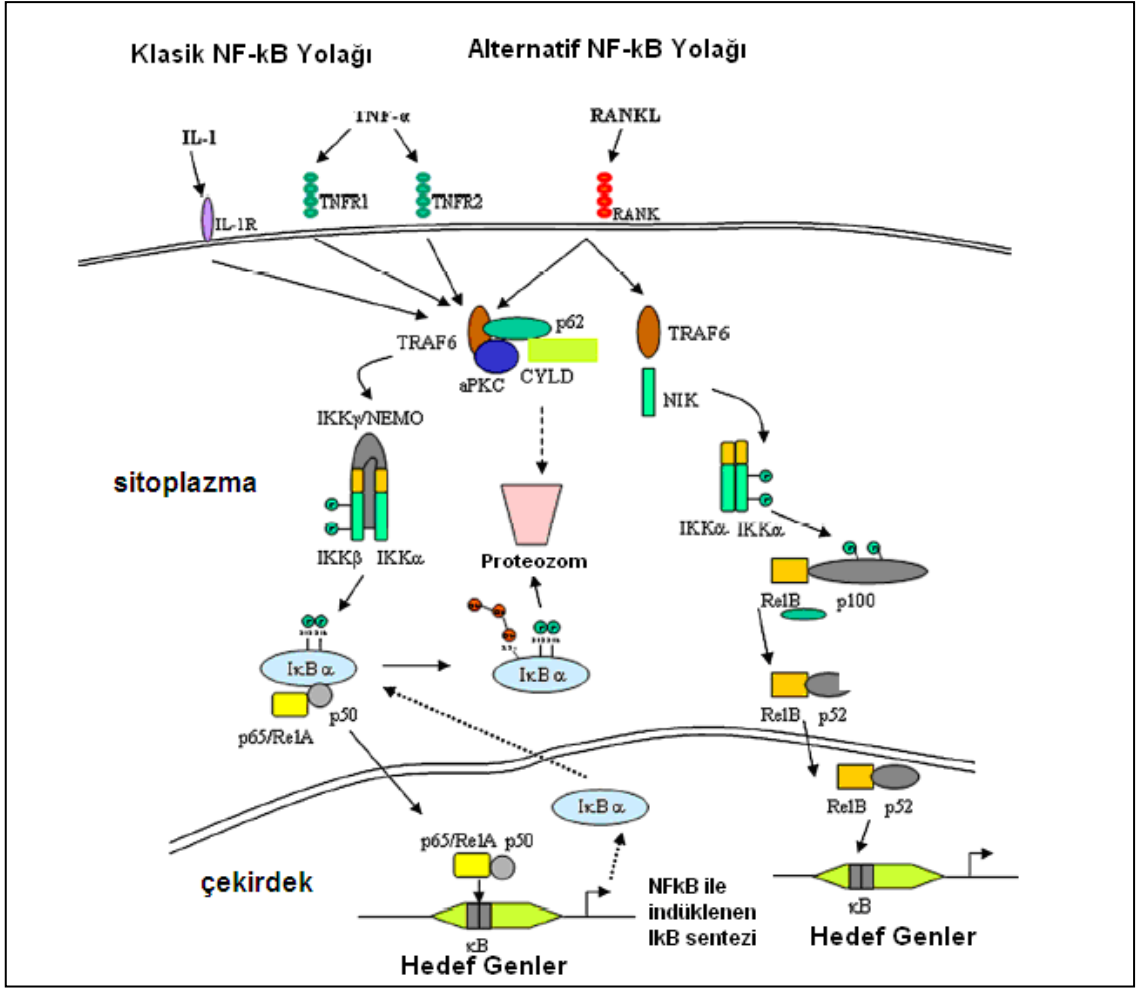 Klasik NF-kB Yolağı
Alternatif NF-kB Yolağı
TNF-α
RANKL
IL-1
TNFR1
TNFR2
RANK
IL-1R
p62
TRAF6
TRAF6
aPKC
CYLD
NIK
IKKγ/NEMO
sitoplazma
IKKα
IKKα
IKKβ
IKKα
Proteozom
RelB
p100
IκBα
IκBα
p50
p65/RelA
RelB
p52
IκBα
RelB
p52
p65/RelA
p50
çekirdek
NFkB ile
indüklenen
IkB sentezi
κB
κB
Hedef Genler
Hedef Genler